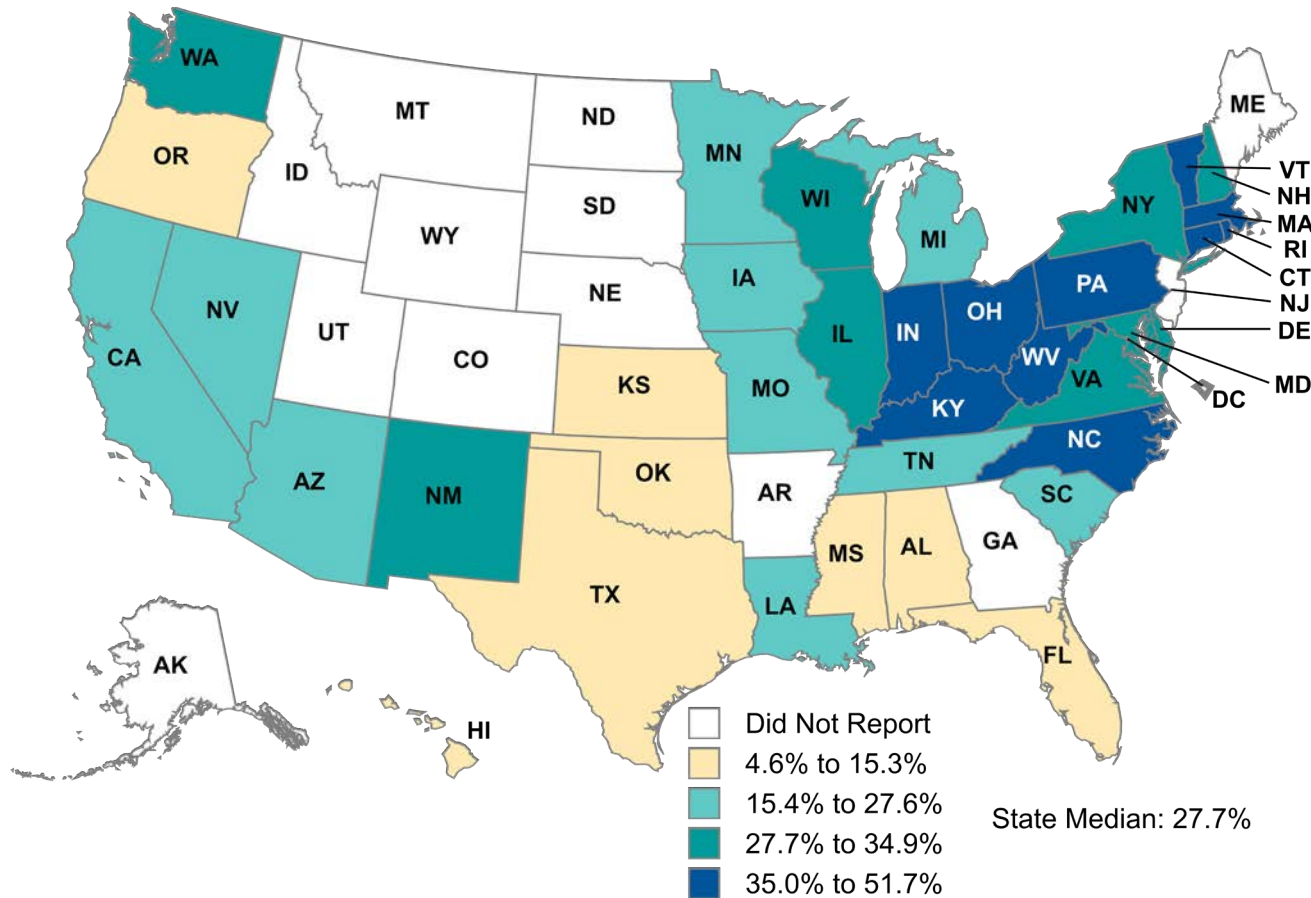 WA
MT
ND
MN
ME
OR
ID
SD
WI
VT
NH
NY
MA
WY
MI
RI
CT
IA
NE
PA
NJ
NV
OH
DE
UT
IL
IN
CA
CO
WV
MD
KS
MO
VA
DC
KY
NC
TN
AZ
OK
NM
AR
SC
MS
AL
GA
TX
LA
FL
AK
HI
Did Not Report
4.6% to 15.3%
15.4% to 27.6%
State Median: 27.7%
27.7% to 34.9%
35.0% to 51.7%